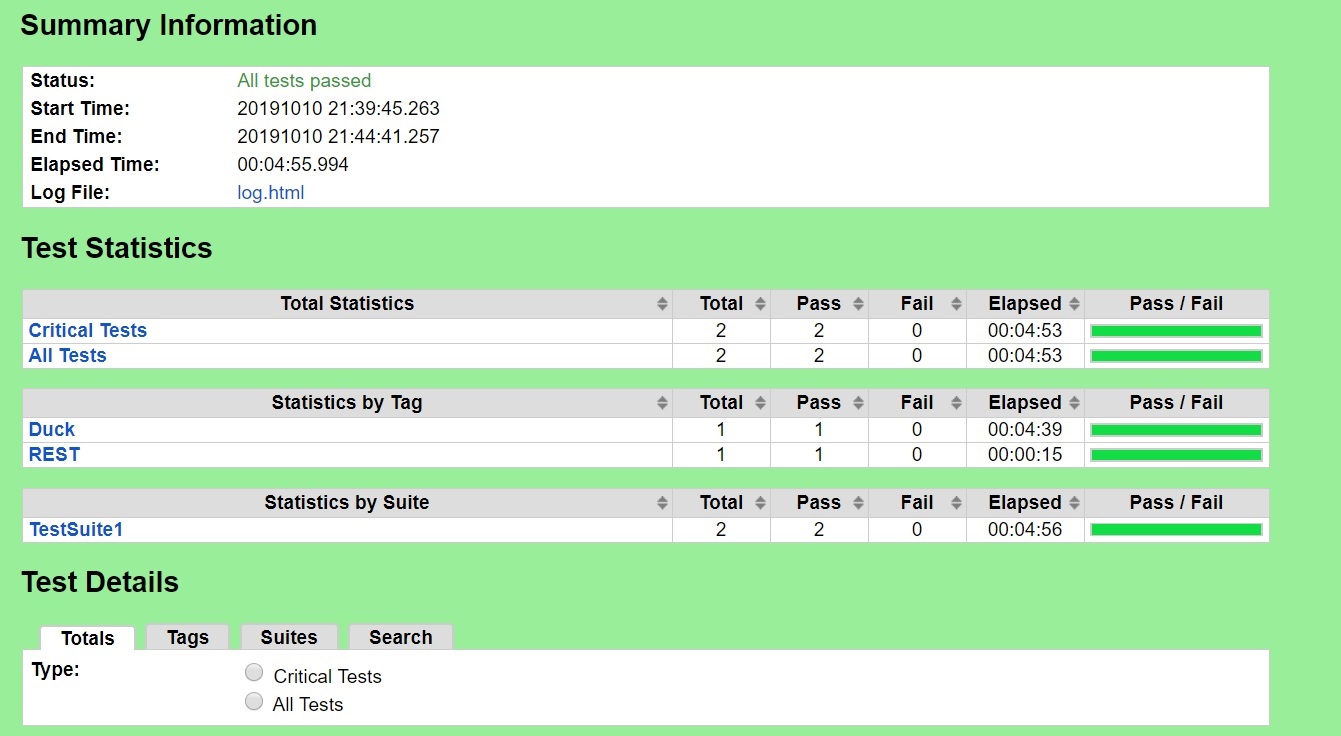 Summary Information
Status: All tests passed
Start Time: 20191010 21:39:45.263
End Time: 20191010 21:44:41.257
Elapsed Time: 00:04:55.994
Log File: log.html
Test Statistics
Total Statistics Total Pass Fail Elapsed Pass / Fail
Critical Tests 2 2 0 00:04:53
All Tests 2 2 0 00:04:53
Statistics by Tag Total Pass Fail Elapsed Pass / Fail
Duck 1 1 0 00:04:39
REST 1 1 0 00:00:15
Statistics by Suite Total Pass Fail Elapsed Pass / Fail
TestSuite1 2 2 0 00:04:56
Test Details
Totals Tags Suites Search
Type: Critical Tests
All Tests